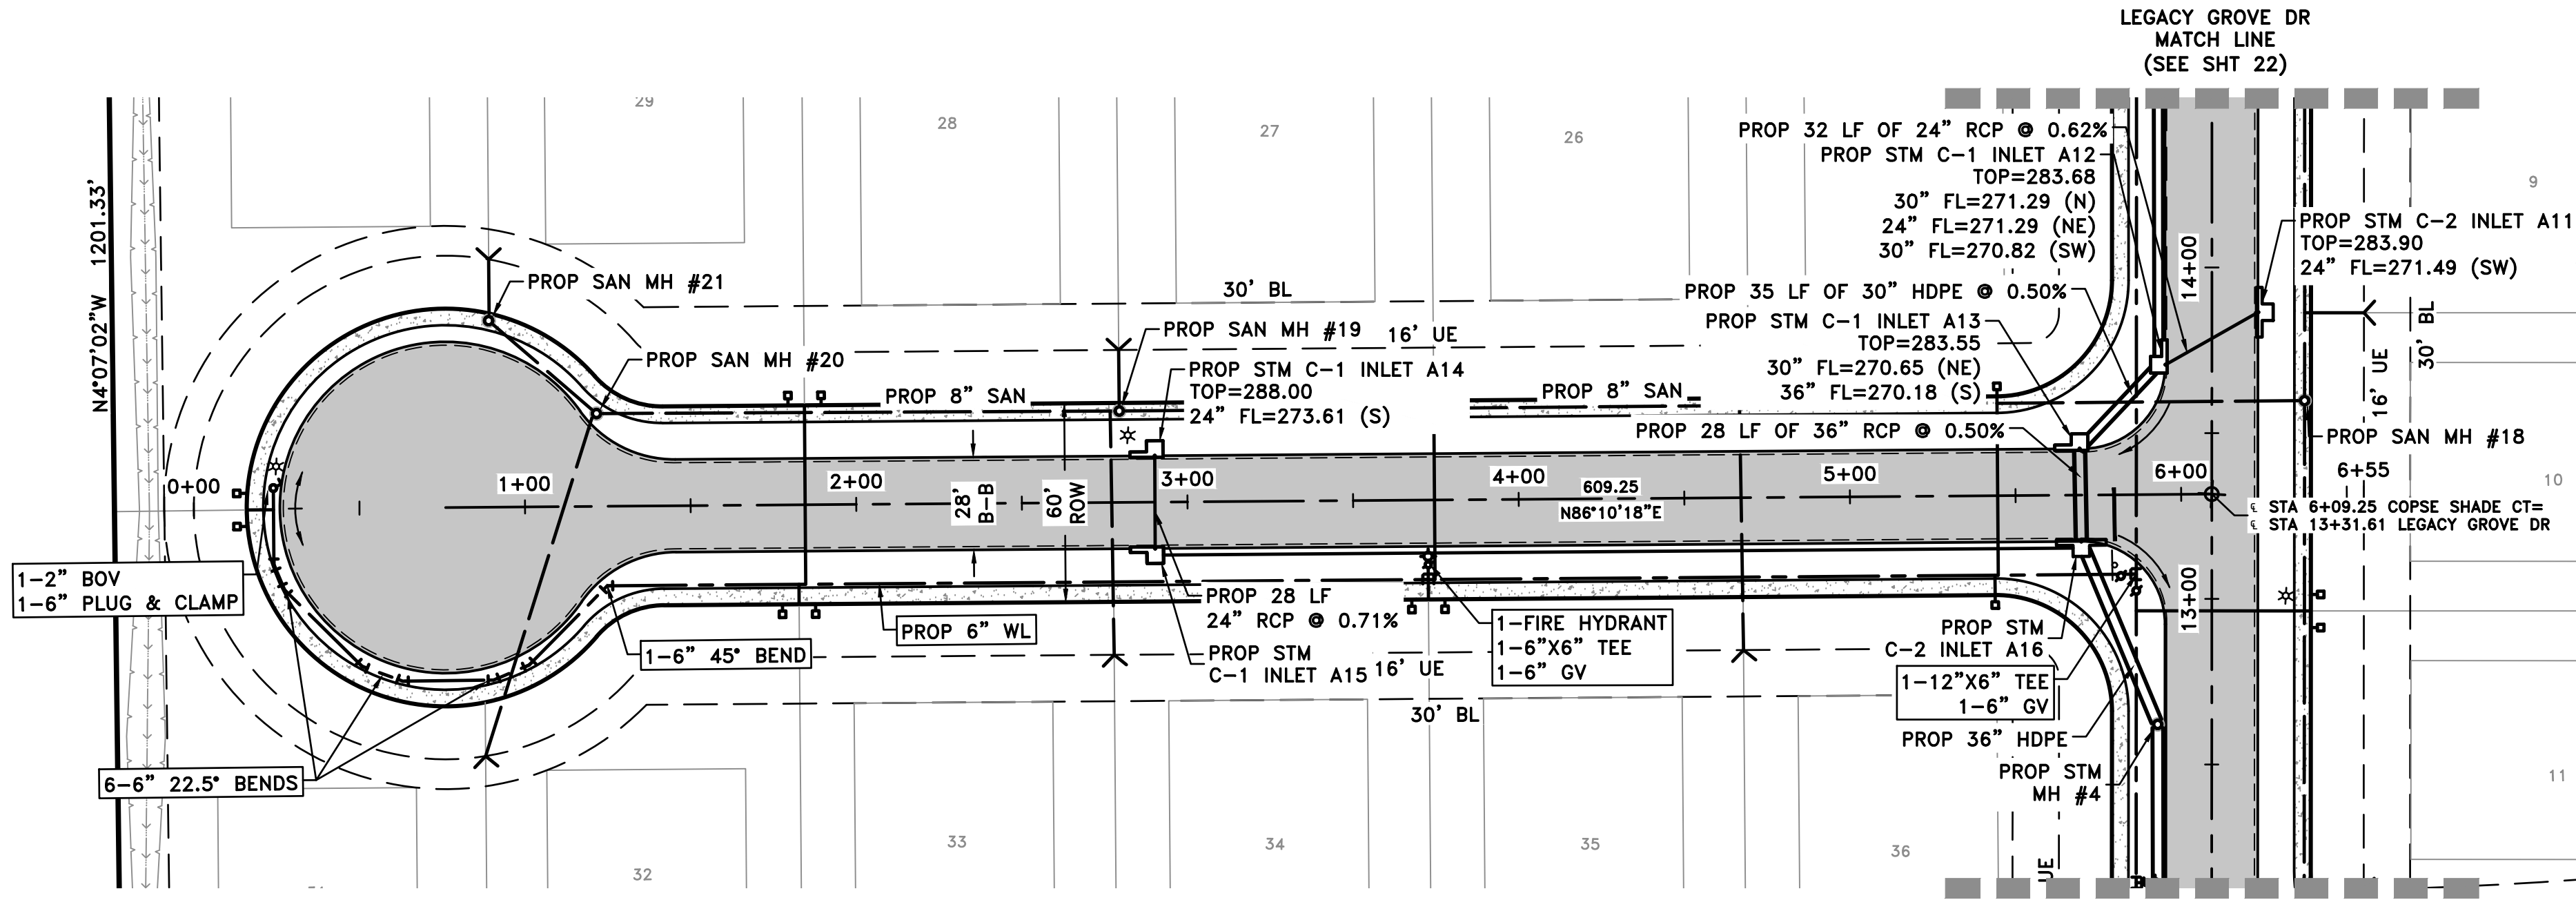 LEGACY GROVE DR
MATCH LINE
(SEE SHT 22)
29
28
27
26
9
PROP 32 LF OF 24" RCP @ 0.62%
PROP STM C-1 INLET A12
TOP=283.68
30" FL=271.29 (N)
24" FL=271.29 (NE)
30" FL=270.82 (SW)
PROP STM C-2 INLET A11
TOP=283.90
24" FL=271.49 (SW)
14+00
N4°07'02"W 1201.33'
PROP SAN MH #21
30' BL
PROP 35 LF OF 30" HDPE @ 0.50%
PROP STM C-1 INLET A13
TOP=283.55
30" FL=270.65 (NE)
36" FL=270.18 (S)
30' BL
16' UE
PROP SAN MH #20
PROP SAN MH #19
16' UE
PROP STM C-1 INLET A14
TOP=288.00
24" FL=273.61 (S)
PROP 8" SAN
PROP 8" SAN
PROP 28 LF OF 36" RCP @ 0.50%
PROP SAN MH #18
0+00
1+00
2+00
3+00
4+00
5+00
6+00
6+55
10
28'
B-B
60'
ROW
609.25
N86°10'18"E
℄ STA 6+09.25 COPSE SHADE CT=
℄ STA 13+31.61 LEGACY GROVE DR
13+00
1-2" BOV
1-6" PLUG & CLAMP
PROP 6" WL
1-6" 45° BEND
PROP 28 LF
24" RCP @ 0.71%
PROP STM
C-1 INLET A15
16' UE
1-FIRE HYDRANT
1-6"X6" TEE
1-6" GV
PROP STM
C-2 INLET A16
1-12"X6" TEE
1-6" GV
30' BL
PROP 36" HDPE
PROP STM
MH #4
6-6" 22.5° BENDS
11
32
33
34
35
36
UE